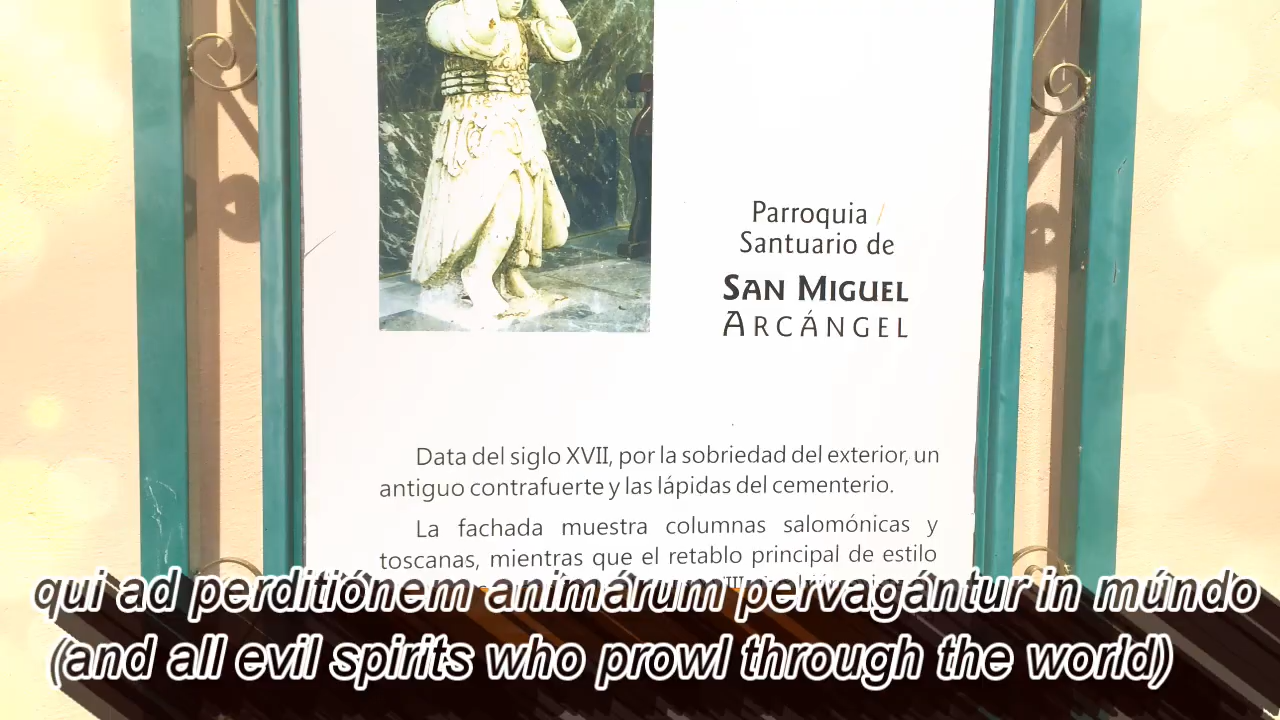 Parroquia
Santuario de
SAN MIGUEL
ARCÁNGEL
Data del siglo XVII, por la sobriedad del exterior, un
antiguo contrafuerte y las lápidas del cementerio.
La fachada muestra columnas salomónicas y
toscanas, mientras que el retablo principal de estilo
qui ad perditiónem animárum pervagántur in múndo
(and all evil spirits who prowl through the world)